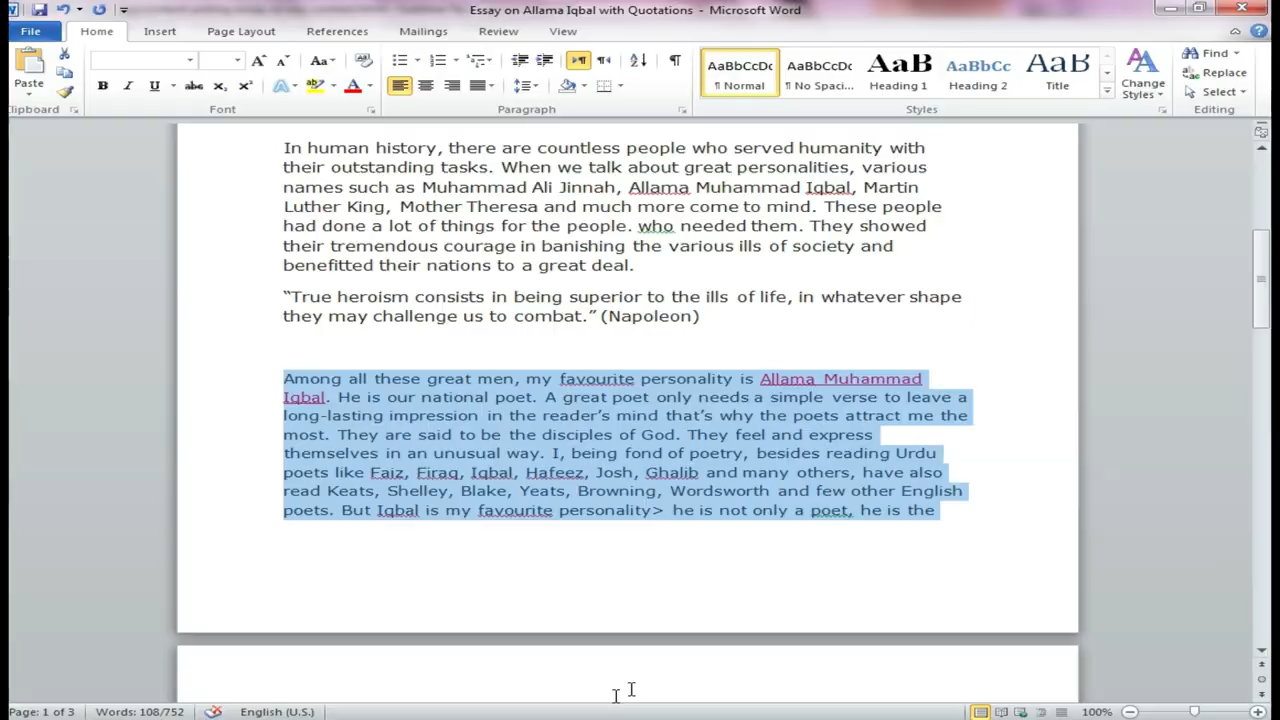 Essay on Allama Iqbal with Quotations - Microsoft Word
File Home Insert Page Layout References Mailings Review View
Paste
Clipboard
B I U abc x₂ x² A Aa
Font
Paragraph
AaBbCcDc AaBbCcDc AaB AaBbCc AaBb
¶ Normal ¶ No Spaci... Heading 1 Heading 2 Title
Change Styles
Styles
Find
Replace
Select
Editing
In human history, there are countless people who served humanity with
their outstanding tasks. When we talk about great personalities, various
names such as Muhammad Ali Jinnah, Allama Muhammad Iqbal, Martin
Luther King, Mother Theresa and much more come to mind. These people
had done a lot of things for the people. who needed them. They showed
their tremendous courage in banishing the various ills of society and
benefitted their nations to a great deal.
“True heroism consists in being superior to the ills of life, in whatever shape
they may challenge us to combat.” (Napoleon)
Among all these great men, my favourite personality is Allama Muhammad
Iqbal. He is our national poet. A great poet only needs a simple verse to leave a
long-lasting impression in the reader’s mind that’s why the poets attract me the
most. They are said to be the disciples of God. They feel and express
themselves in an unusual way. I, being fond of poetry, besides reading Urdu
poets like Faiz, Firaq, Iqbal, Hafeez, Josh, Ghalib and many others, have also
read Keats, Shelley, Blake, Yeats, Browning, Wordsworth and few other English
poets. But Iqbal is my favourite personality> he is not only a poet, he is the
Page: 1 of 3 Words: 108/752 English (U.S.) 100%